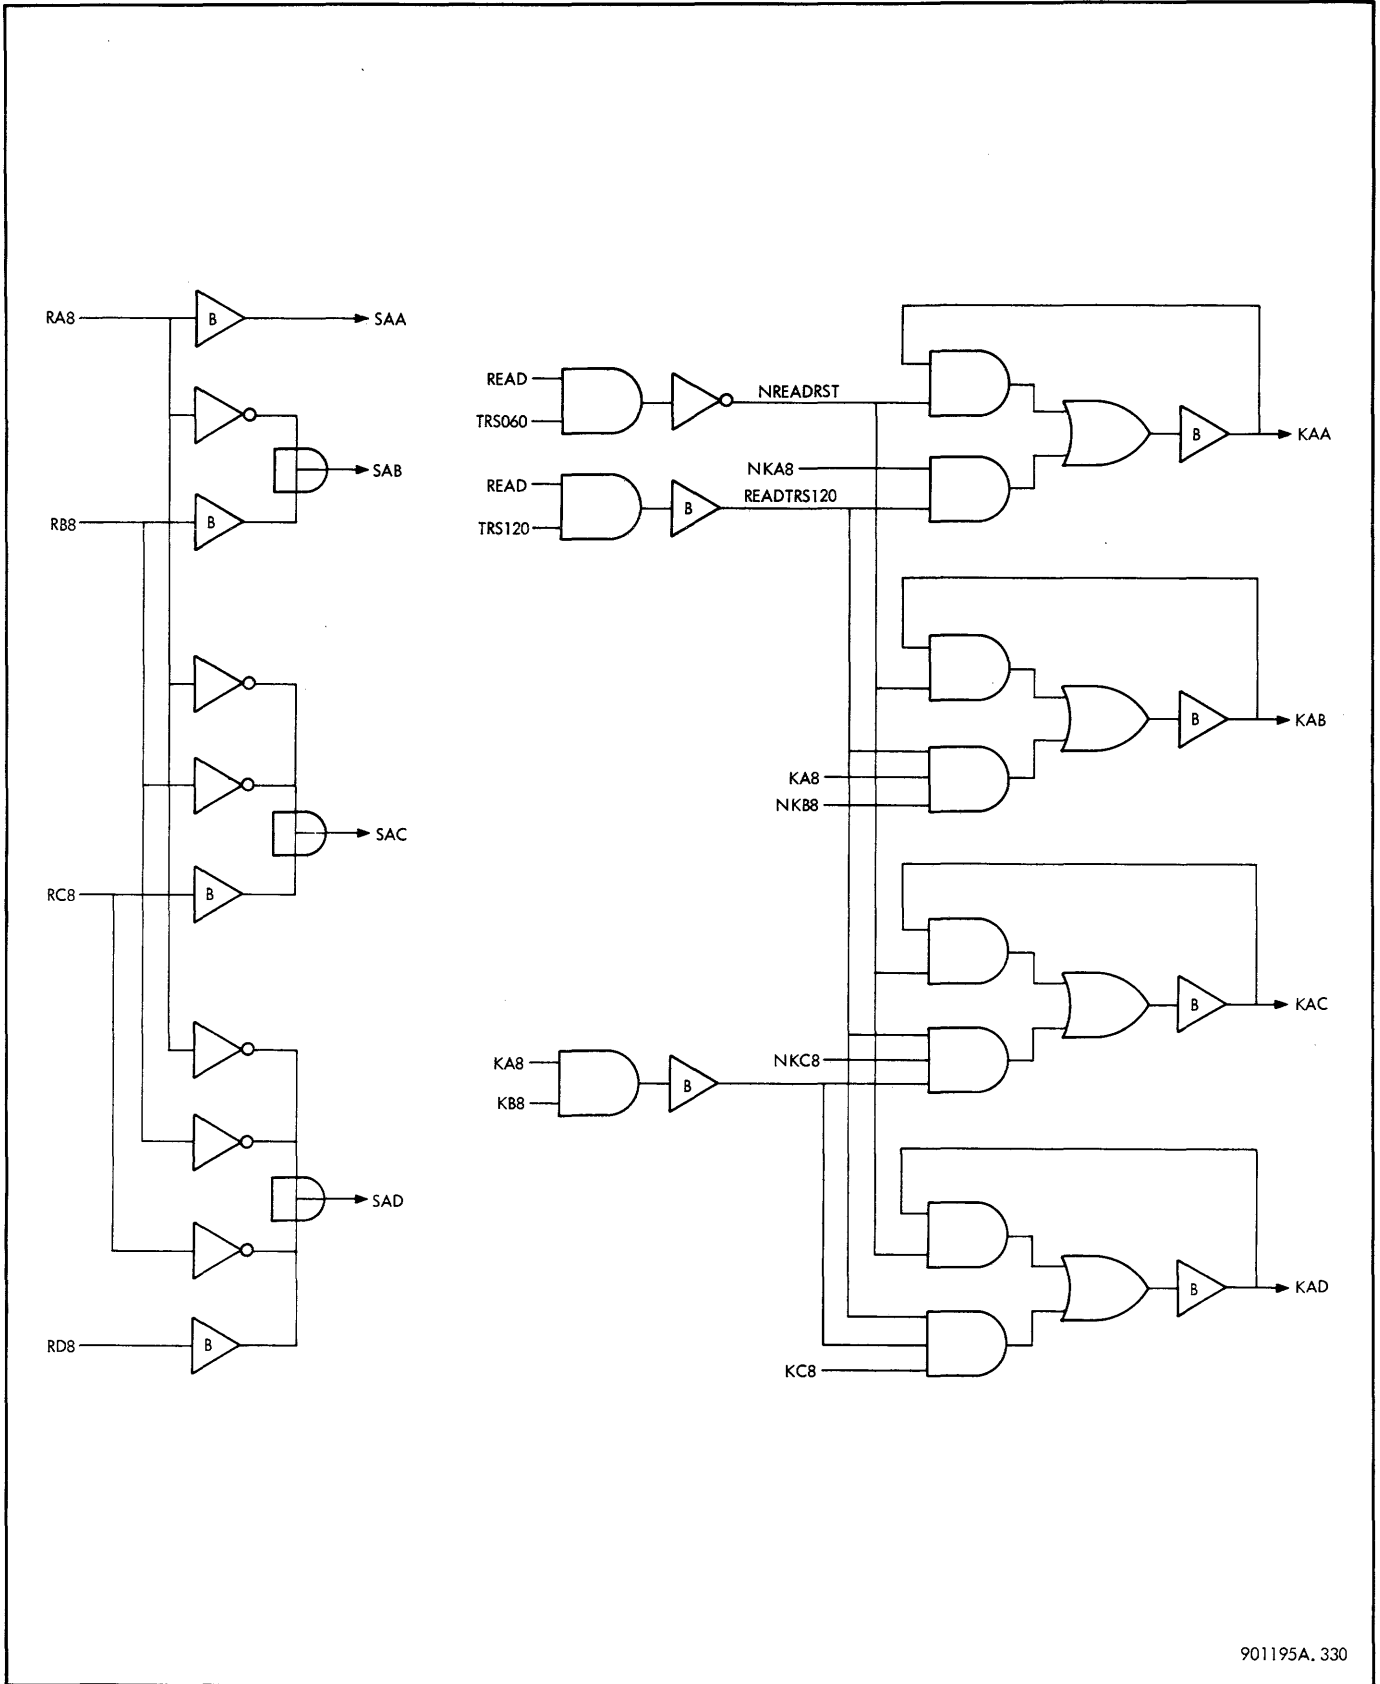 RA8
B
SAA
SAB
RB8
B
SAC
RC8
B
SAD
RD8
B
READ
TRS060
NREADRST
READ
TRS120
B
READTRS120
NKA8
B
KAA
KA8
NKB8
B
KAB
KA8
KB8
B
NKC8
B
KAC
KC8
B
KAD
901195A. 330